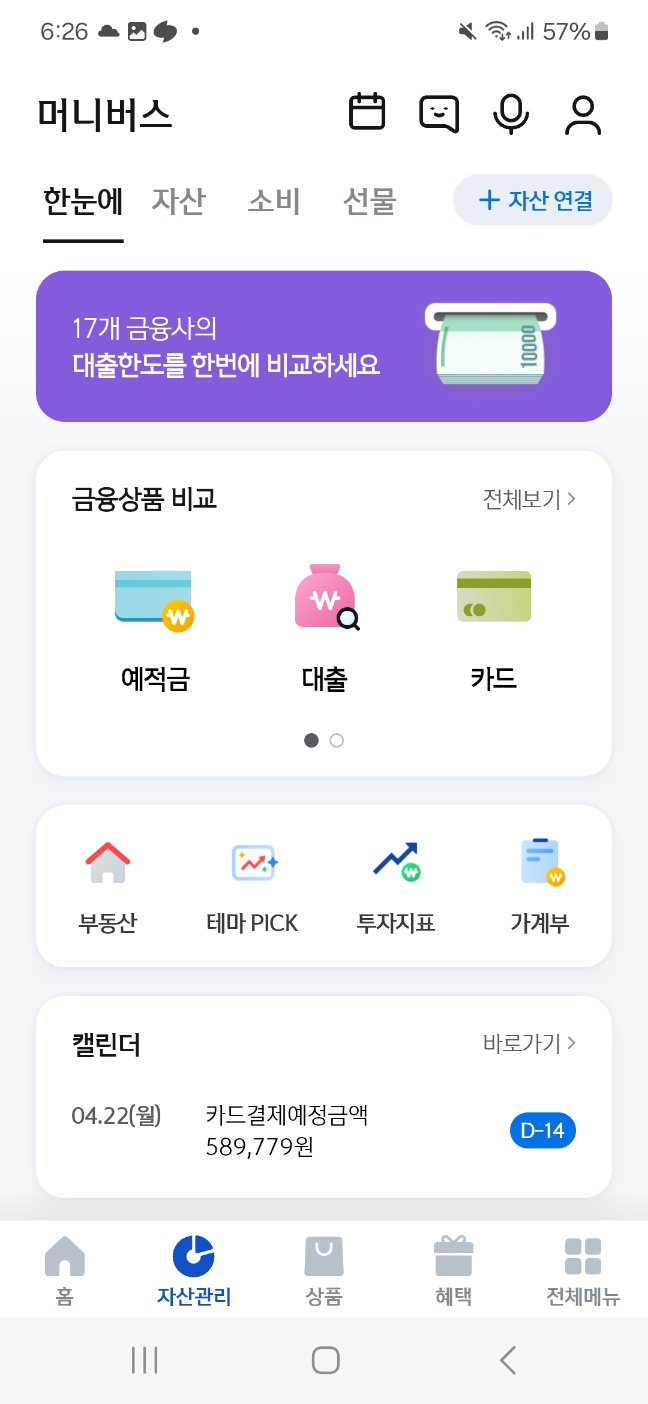 6:26 57%
머니버스
한눈에 자산 소비 선물 + 자산 연결
17개 금융사의
대출한도를 한번에 비교하세요
10000
금융상품 비교 전체보기 >
예적금 대출 카드
부동산 테마 PICK 투자지표 가계부
캘린더 바로가기 >
04.22(월) 카드결제예정금액
589,779원 D-14
홈 자산관리 상품 혜택 전체메뉴